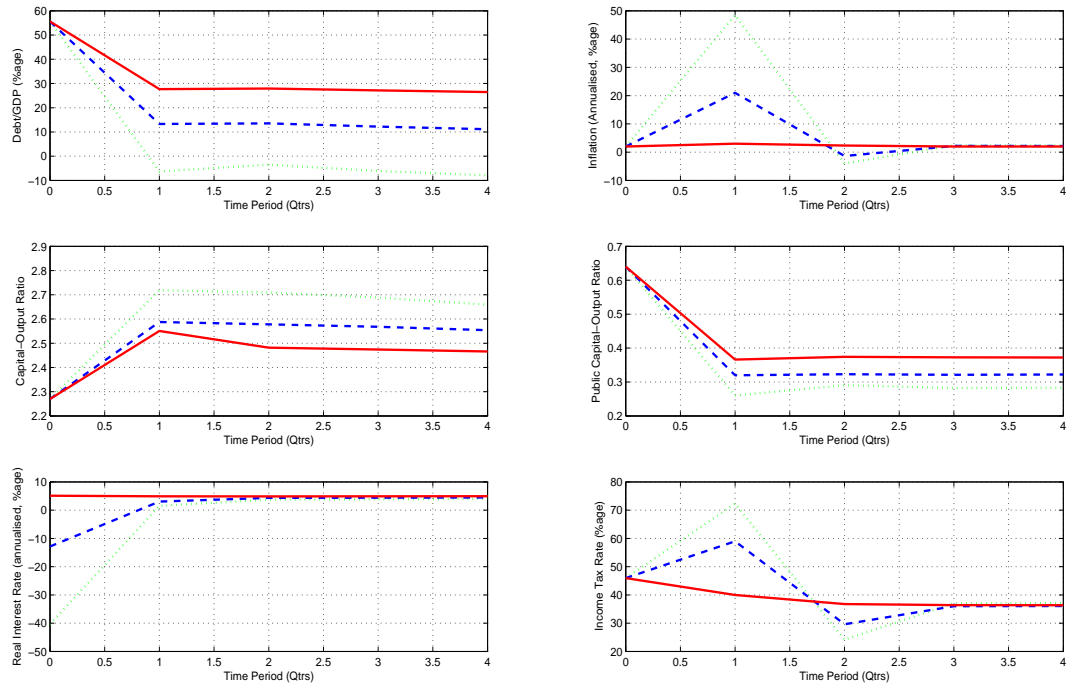 Debt/GDP (%age)
60
50
40
30
20
10
0
−10
0 0.5 1 1.5 2 2.5 3 3.5 4
Time Period (Qtrs)
Inflation (Annualised, %age)
50
40
30
20
10
0
−10
0 0.5 1 1.5 2 2.5 3 3.5 4
Time Period (Qtrs)
Capital−Output Ratio
2.9
2.8
2.7
2.6
2.5
2.4
2.3
2.2
0 0.5 1 1.5 2 2.5 3 3.5 4
Time Period (Qtrs)
Public Capital−Output Ratio
0.7
0.6
0.5
0.4
0.3
0.2
0 0.5 1 1.5 2 2.5 3 3.5 4
Time Period (Qtrs)
Real Interest Rate (annualised, %age)
10
0
−10
−20
−30
−40
−50
0 0.5 1 1.5 2 2.5 3 3.5 4
Time Period (Qtrs)
Income Tax Rate (%age)
80
70
60
50
40
30
20
0 0.5 1 1.5 2 2.5 3 3.5 4
Time Period (Qtrs)